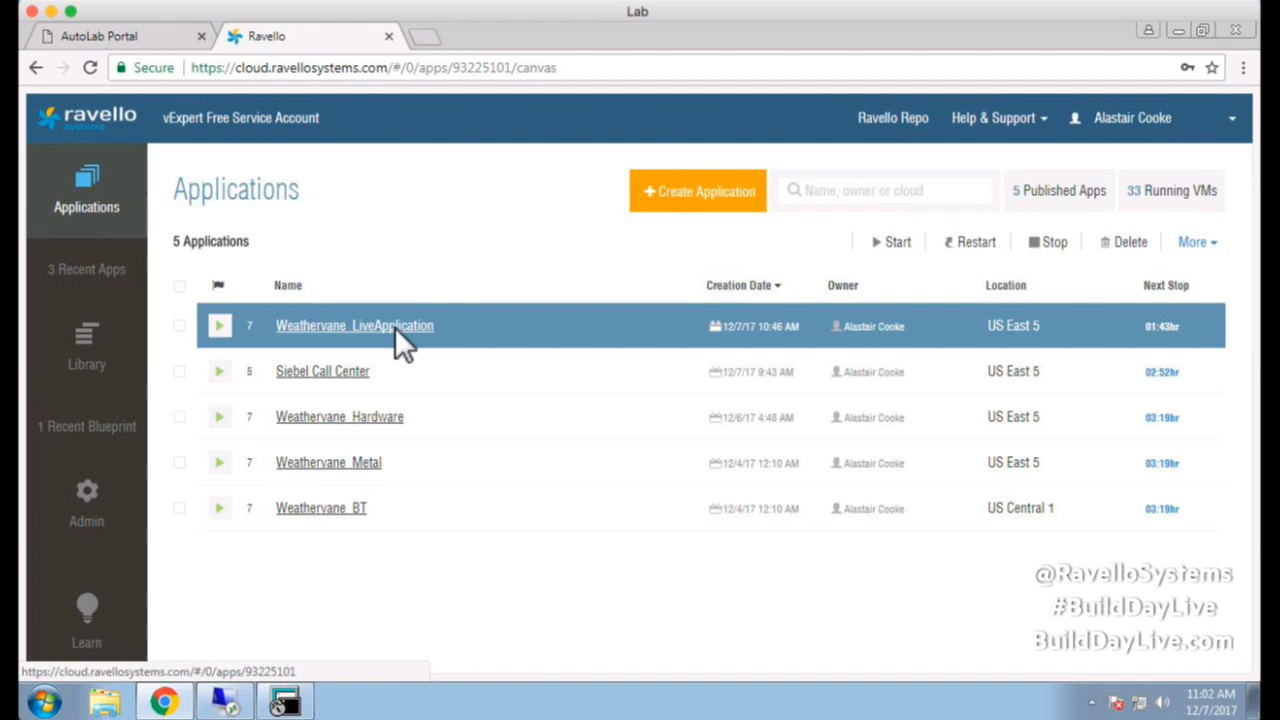 Lab
AutoLab Portal
Ravello
Secure https://cloud.ravellosystems.com/#/0/apps/93225101/canvas
ravello systems
vExpert Free Service Account
Ravello Repo
Help & Support
Alastair Cooke
Applications
3 Recent Apps
Library
1 Recent Blueprint
Admin
Learn
Applications
+ Create Application
Name, owner or cloud
5 Published Apps
33 Running VMs
5 Applications
Start
Restart
Stop
Delete
More
Name Creation Date Owner Location Next Stop
7 Weathervane_LiveApplication 12/7/17 10:46 AM Alastair Cooke US East 5 01:43hr
5 Siebel Call Center 12/7/17 9:43 AM Alastair Cooke US East 5 02:52hr
7 Weathervane_Hardware 12/6/17 4:48 AM Alastair Cooke US East 5 03:19hr
7 Weathervane_Metal 12/4/17 12:10 AM Alastair Cooke US East 5 03:19hr
7 Weathervane_BT 12/4/17 12:10 AM Alastair Cooke US Central 1 03:19hr
@RavelloSystems
#BuildDayLive
BuildDayLive.com
https://cloud.ravellosystems.com/#/0/apps/93225101
11:02 AM
12/7/2017